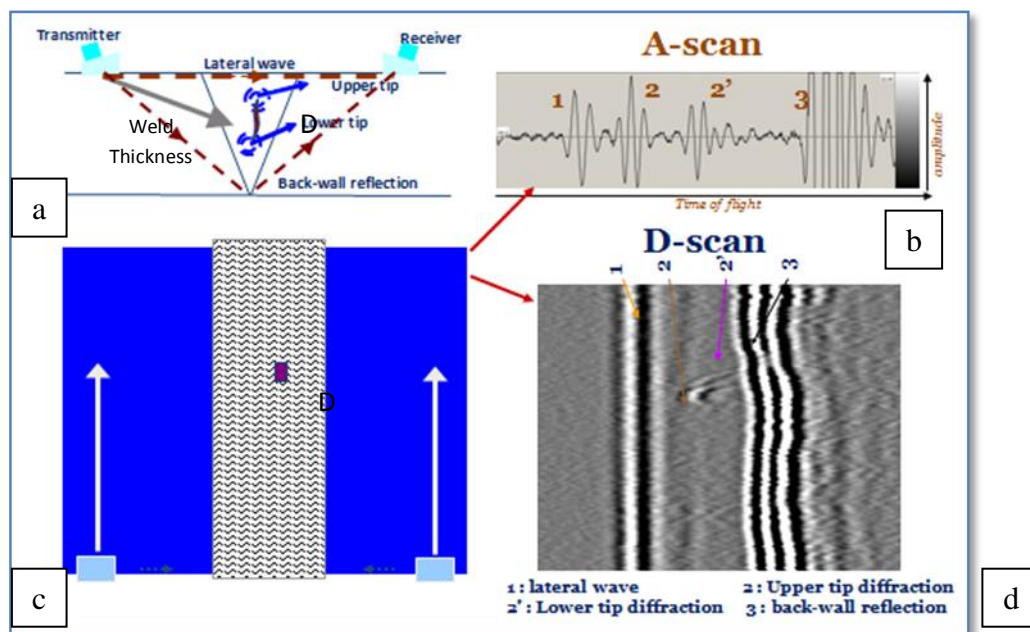 Transmitter
Receiver
Lateral wave
Upper tip
Lower tip
D
Weld
Thickness
Back-wall reflection
a
A-scan
1
2
2'
3
amplitude
Time of flight
b
D
c
D-scan
1
2
2'
3
1 : lateral wave
2 : Upper tip diffraction
2' : Lower tip diffraction
3 : back-wall reflection
d